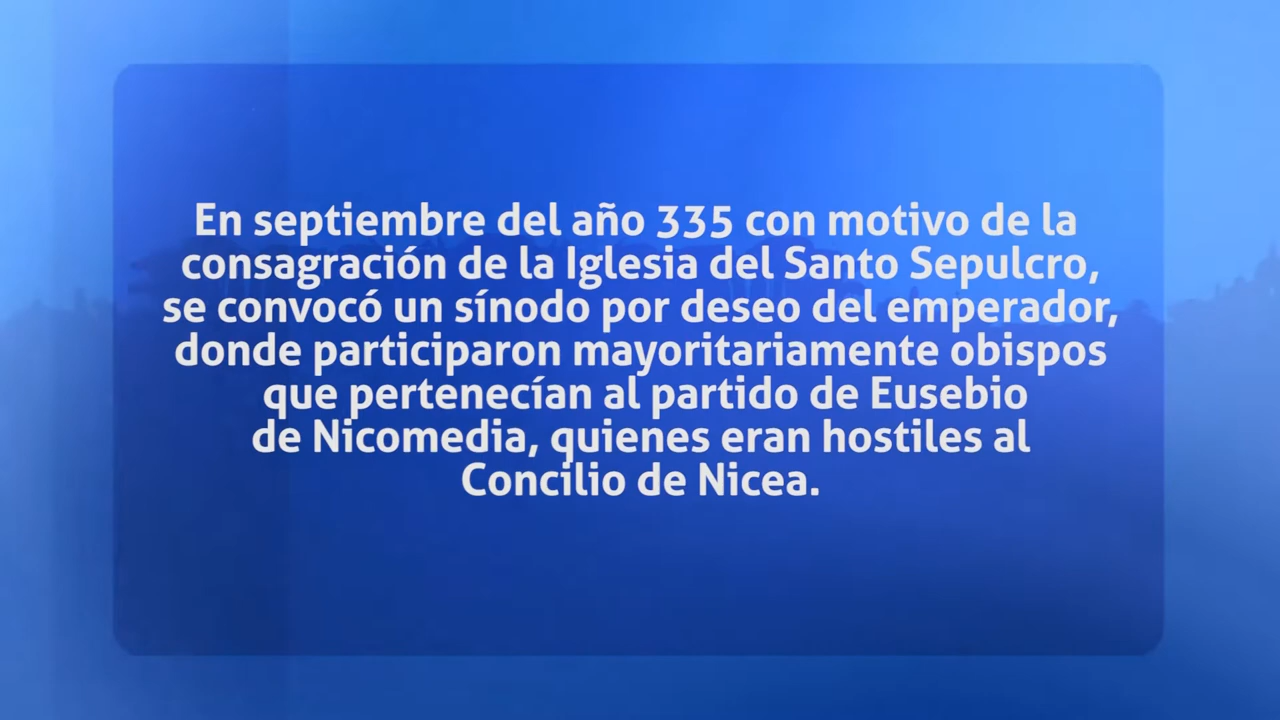 En septiembre del año 335 con motivo de la
consagración de la Iglesia del Santo Sepulcro,
se convocó un sínodo por deseo del emperador,
donde participaron mayoritariamente obispos
que pertenecían al partido de Eusebio
de Nicomedia, quienes eran hostiles al
Concilio de Nicea.